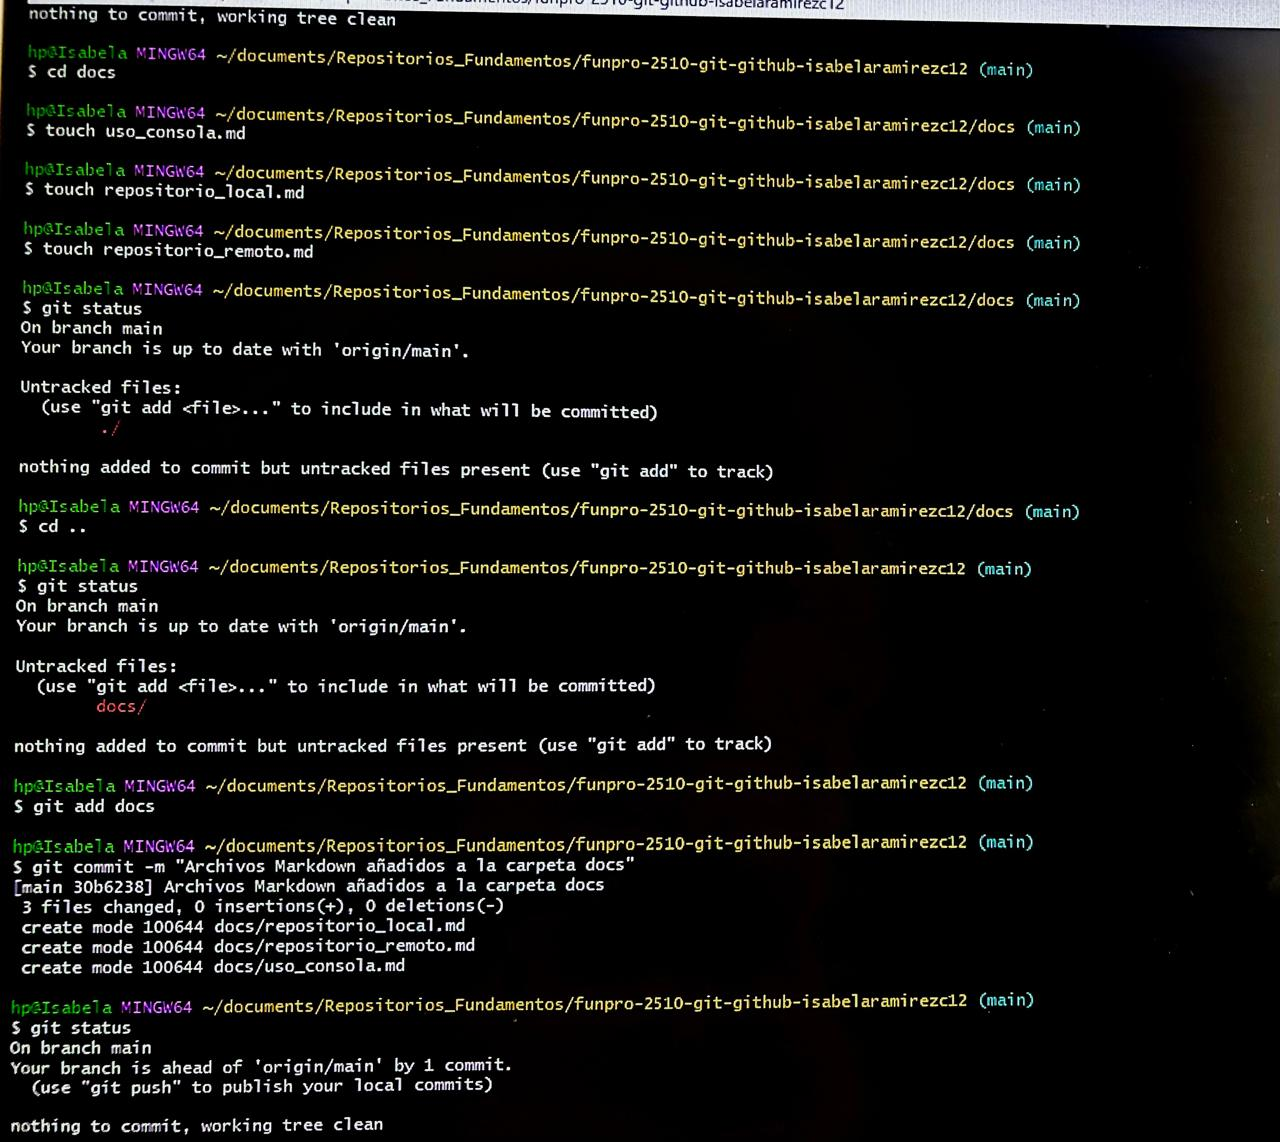 nothing to commit, working tree clean
hp@Isabela MINGW64 ~/documents/Repositorios_Fundamentos/funpro-2510-git-github-isabelaramirezc12 (main)
$ cd docs
hp@Isabela MINGW64 ~/documents/Repositorios_Fundamentos/funpro-2510-git-github-isabelaramirezc12/docs (main)
$ touch uso_consola.md
hp@Isabela MINGW64 ~/documents/Repositorios_Fundamentos/funpro-2510-git-github-isabelaramirezc12/docs (main)
$ touch repositorio_local.md
hp@Isabela MINGW64 ~/documents/Repositorios_Fundamentos/funpro-2510-git-github-isabelaramirezc12/docs (main)
$ touch repositorio_remoto.md
hp@Isabela MINGW64 ~/documents/Repositorios_Fundamentos/funpro-2510-git-github-isabelaramirezc12/docs (main)
$ git status
On branch main
Your branch is up to date with 'origin/main'.
Untracked files:
  (use "git add <file>..." to include in what will be committed)
        ./
nothing added to commit but untracked files present (use "git add" to track)
hp@Isabela MINGW64 ~/documents/Repositorios_Fundamentos/funpro-2510-git-github-isabelaramirezc12/docs (main)
$ cd ..
hp@Isabela MINGW64 ~/documents/Repositorios_Fundamentos/funpro-2510-git-github-isabelaramirezc12 (main)
$ git status
On branch main
Your branch is up to date with 'origin/main'.
Untracked files:
  (use "git add <file>..." to include in what will be committed)
        docs/
nothing added to commit but untracked files present (use "git add" to track)
hp@Isabela MINGW64 ~/documents/Repositorios_Fundamentos/funpro-2510-git-github-isabelaramirezc12 (main)
$ git add docs
hp@Isabela MINGW64 ~/documents/Repositorios_Fundamentos/funpro-2510-git-github-isabelaramirezc12 (main)
$ git commit -m "Archivos Markdown añadidos a la carpeta docs"
[main 30b6238] Archivos Markdown añadidos a la carpeta docs
 3 files changed, 0 insertions(+), 0 deletions(-)
 create mode 100644 docs/repositorio_local.md
 create mode 100644 docs/repositorio_remoto.md
 create mode 100644 docs/uso_consola.md
hp@Isabela MINGW64 ~/documents/Repositorios_Fundamentos/funpro-2510-git-github-isabelaramirezc12 (main)
$ git status
On branch main
Your branch is ahead of 'origin/main' by 1 commit.
  (use "git push" to publish your local commits)
nothing to commit, working tree clean